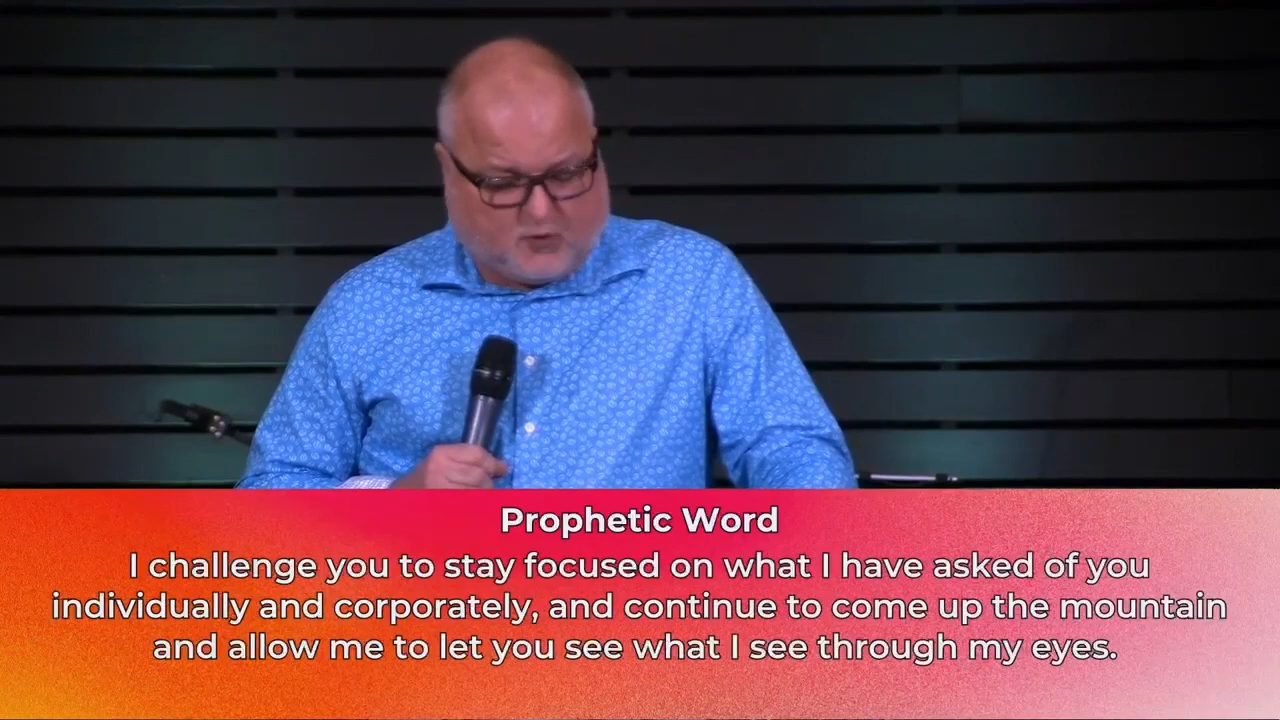 Prophetic Word
I challenge you to stay focused on what I have asked of you
individually and corporately, and continue to come up the mountain
and allow me to let you see what I see through my eyes.